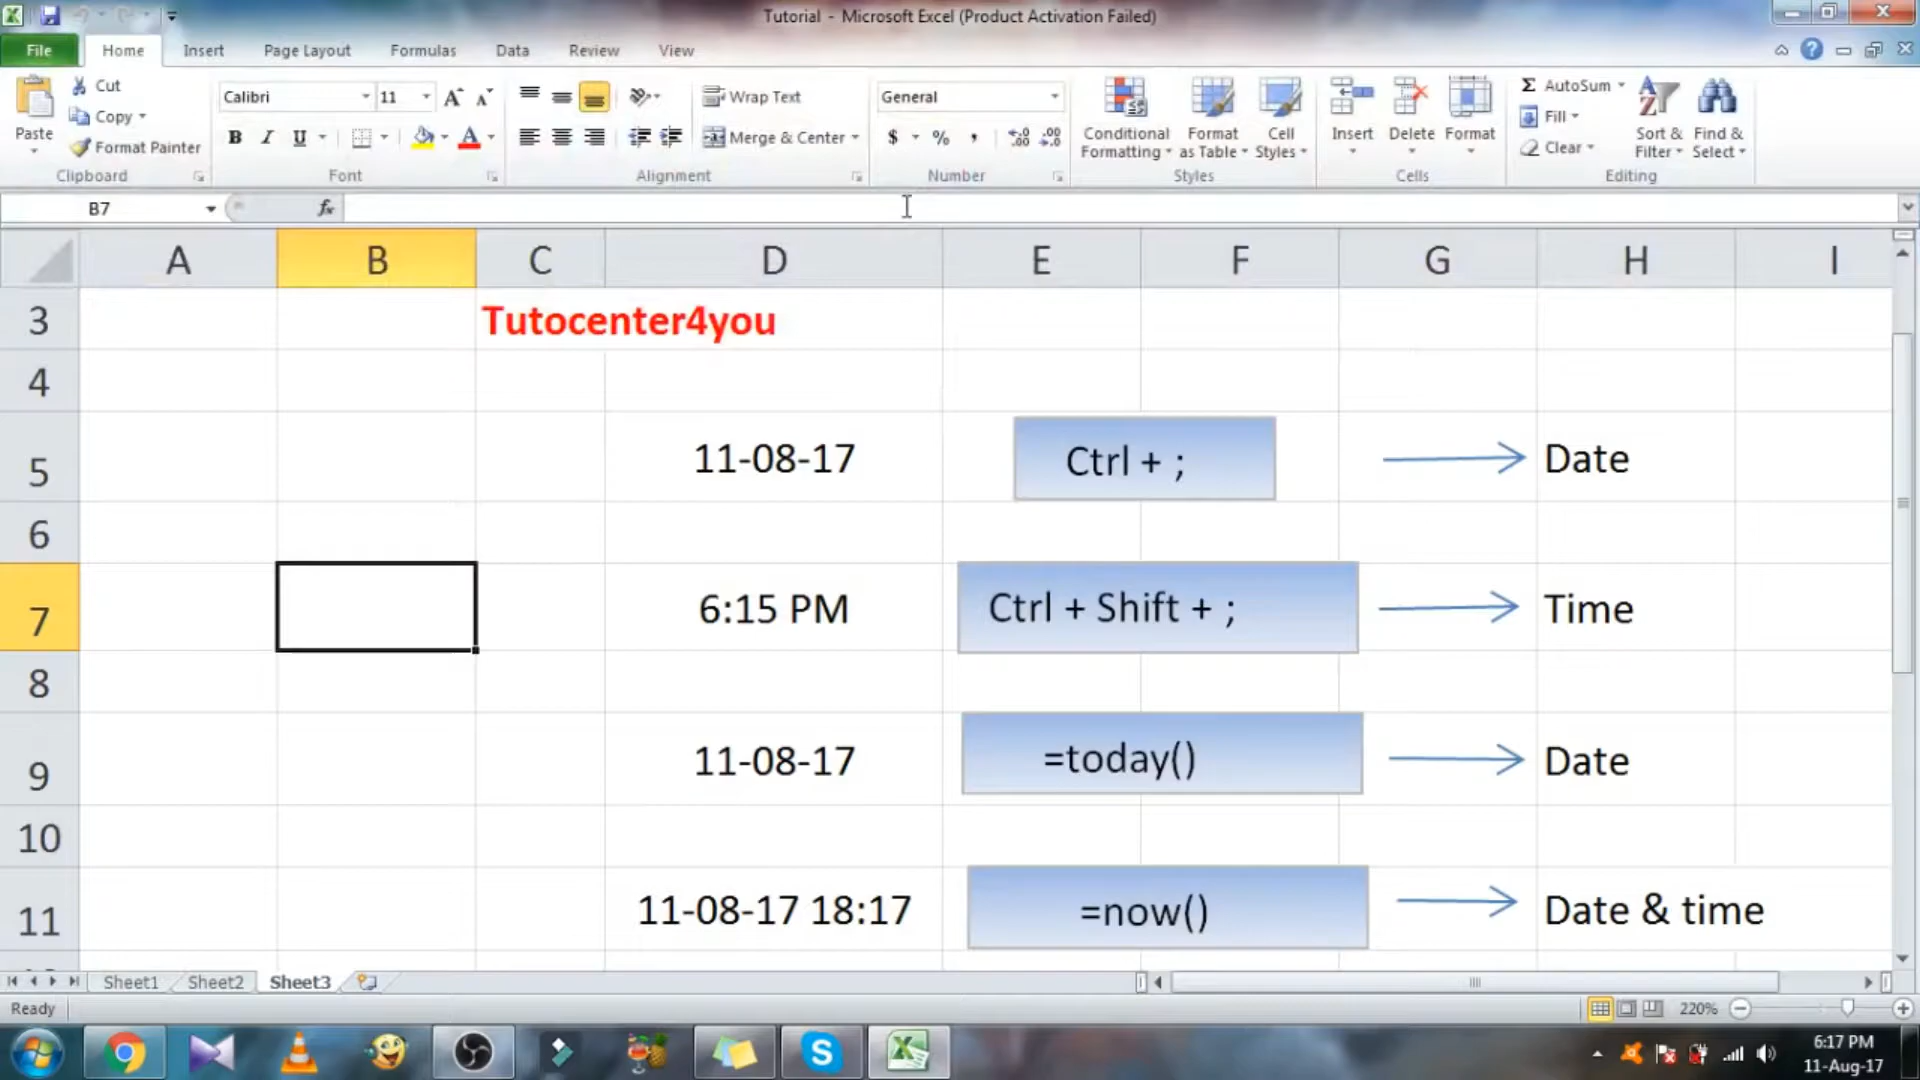 Tutorial - Microsoft Excel (Product Activation Failed)
File Home Insert Page Layout Formulas Data Review View
Paste
Cut
Copy
Format Painter
Clipboard
Calibri 11
B I U
Font
Wrap Text
Merge & Center
Alignment
General
$ % ,
Number
Conditional Formatting
Format as Table
Cell Styles
Styles
Insert Delete Format
Cells
Σ AutoSum
Fill
Clear
Sort & Filter
Find & Select
Editing
B7 fx
A B C D E F G H I
3 Tutocenter4you
4
5 11-08-17 Ctrl + ; Date
6
7 6:15 PM Ctrl + Shift + ; Time
8
9 11-08-17 =today() Date
10
11 11-08-17 18:17 =now() Date & time
Sheet1 Sheet2 Sheet3
Ready 220%
6:17 PM
11-Aug-17